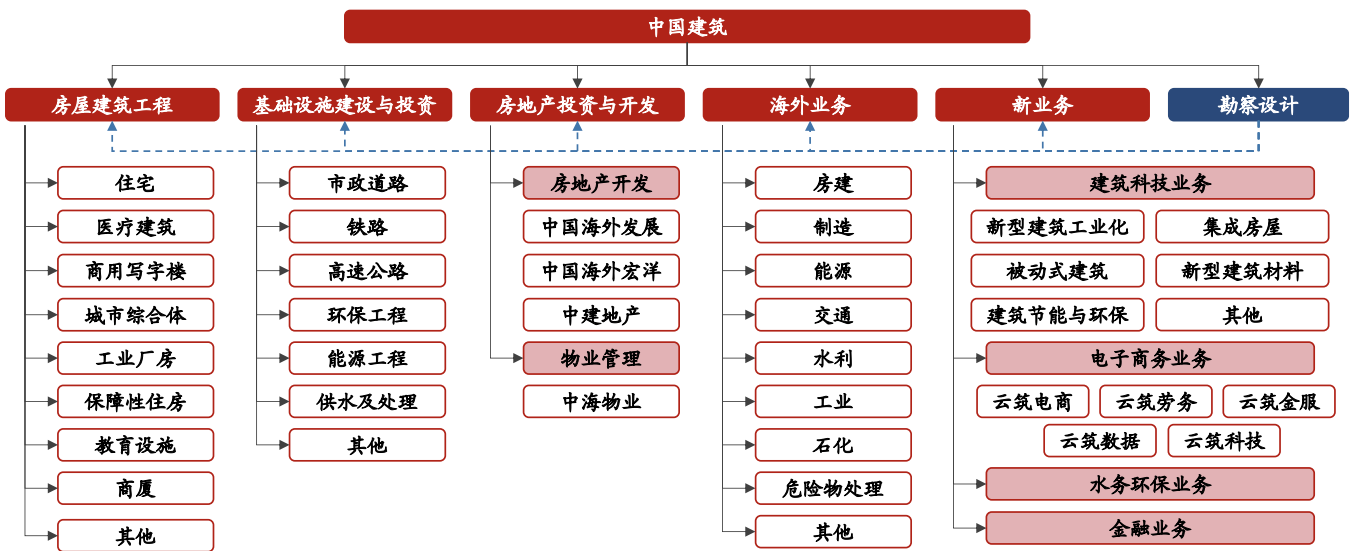 中国建筑
房屋建筑工程
基础设施建设与投资
房地产投资与开发
海外业务
新业务
勘察设计
住宅
医疗建筑
商用写字楼
城市综合体
工业厂房
保障性住房
教育设施
商厦
其他
市政道路
铁路
高速公路
环保工程
能源工程
供水及处理
其他
房地产开发
中国海外发展
中国海外宏洋
中建地产
物业管理
中海物业
房建
制造
能源
交通
水利
工业
石化
危险物处理
其他
建筑科技业务
新型建筑工业化
集成房屋
被动式建筑
新型建筑材料
建筑节能与环保
其他
电子商务业务
云筑电商
云筑劳务
云筑金服
云筑数据
云筑科技
水务环保业务
金融业务